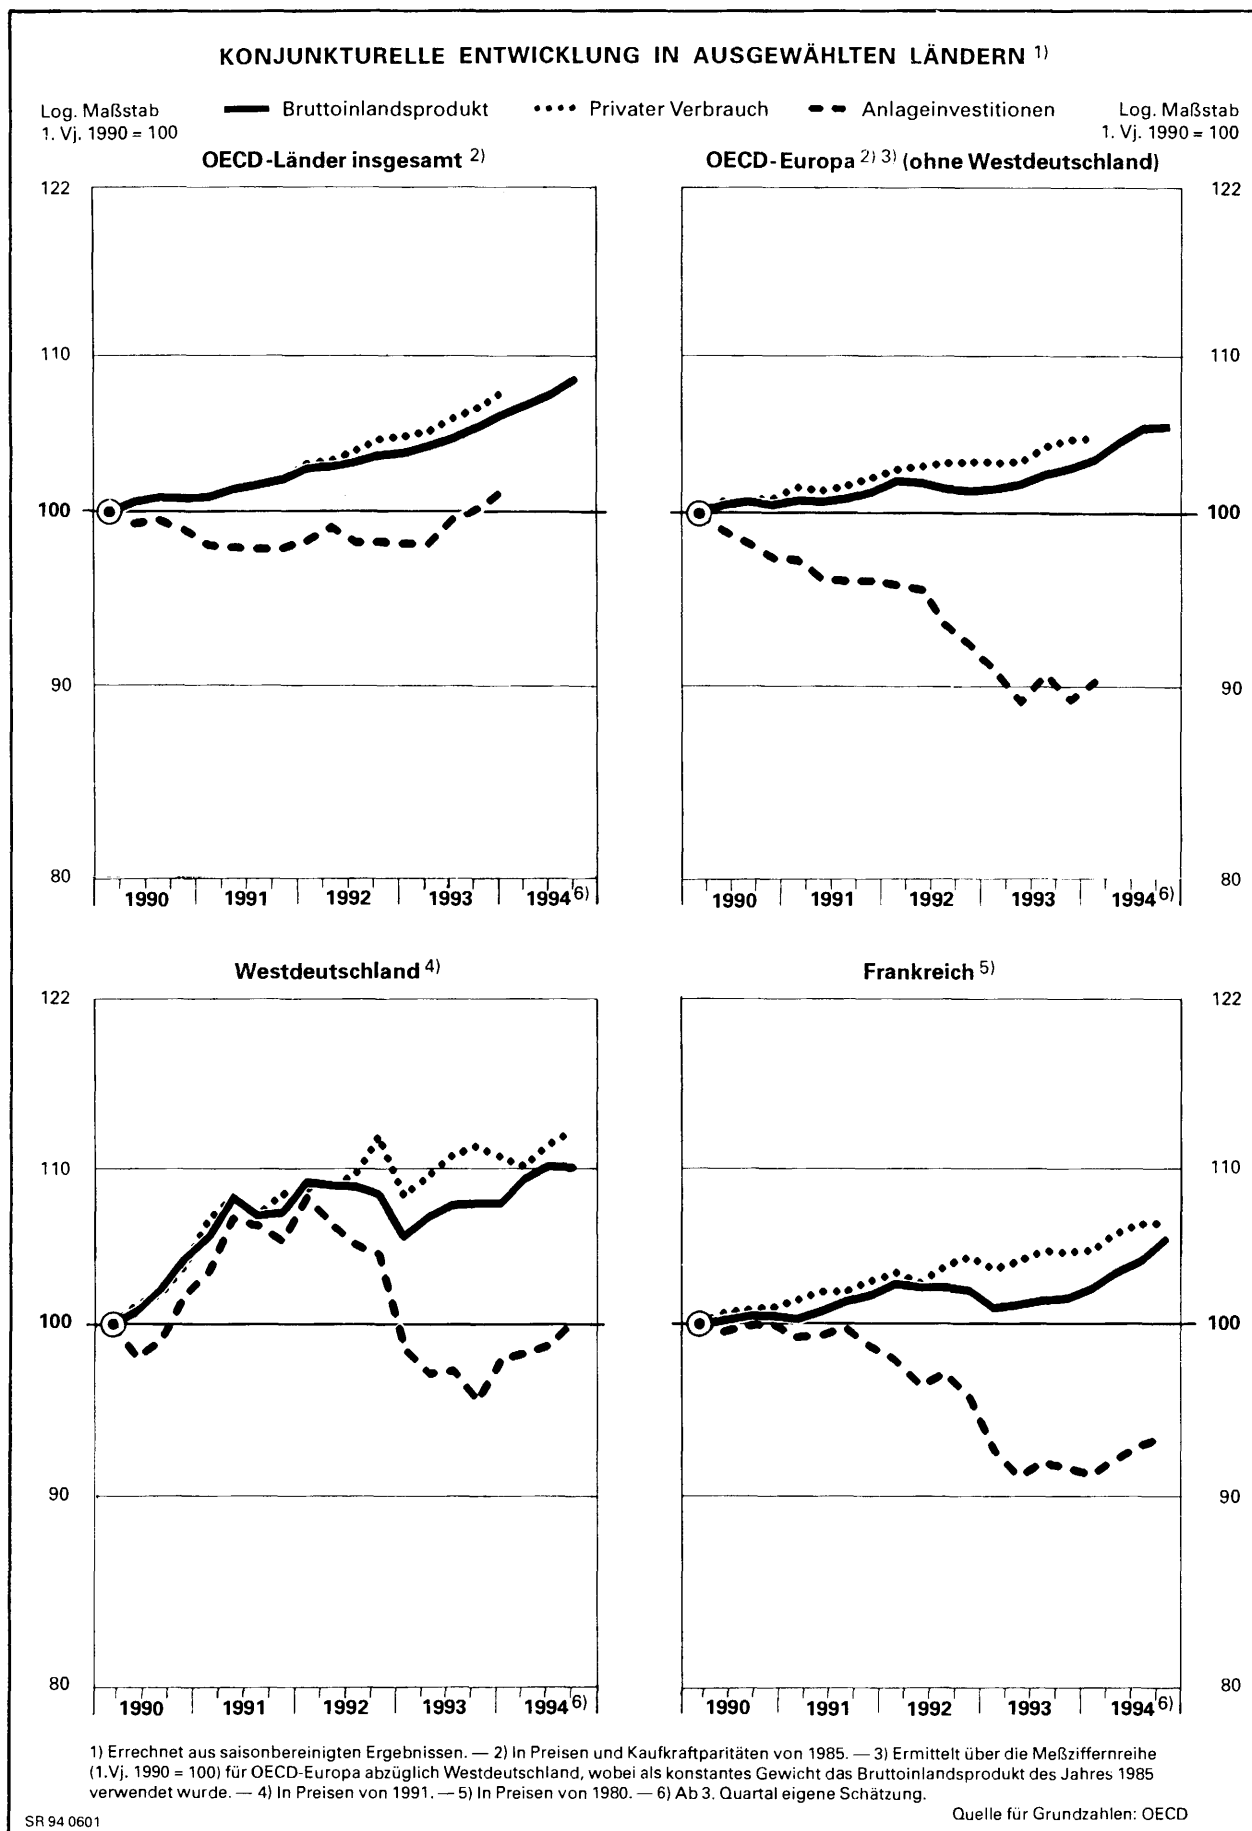 KONJUNKTURELLE ENTWICKLUNG IN AUSGEWÄHLTEN LÄNDERN 1)
Log. Maßstab
1. Vj. 1990 = 100
Bruttoinlandsprodukt
Privater Verbrauch
Anlageinvestitionen
Log. Maßstab
1. Vj. 1990 = 100
OECD-Länder insgesamt 2)
OECD-Europa 2) 3) (ohne Westdeutschland)
122
122
110
110
100
100
90
90
80
80
1990 1991 1992 1993 1994 6)
1990 1991 1992 1993 1994 6)
Westdeutschland 4)
Frankreich 5)
122
122
110
110
100
100
90
90
80
80
1990 1991 1992 1993 1994 6)
1990 1991 1992 1993 1994 6)
1) Errechnet aus saisonbereinigten Ergebnissen. — 2) In Preisen und Kaufkraftparitäten von 1985. — 3) Ermittelt über die Meßziffernreihe
(1.Vj. 1990 = 100) für OECD-Europa abzüglich Westdeutschland, wobei als konstantes Gewicht das Bruttoinlandsprodukt des Jahres 1985
verwendet wurde. — 4) In Preisen von 1991. — 5) In Preisen von 1980. — 6) Ab 3. Quartal eigene Schätzung.
Quelle für Grundzahlen: OECD
SR 94 0601